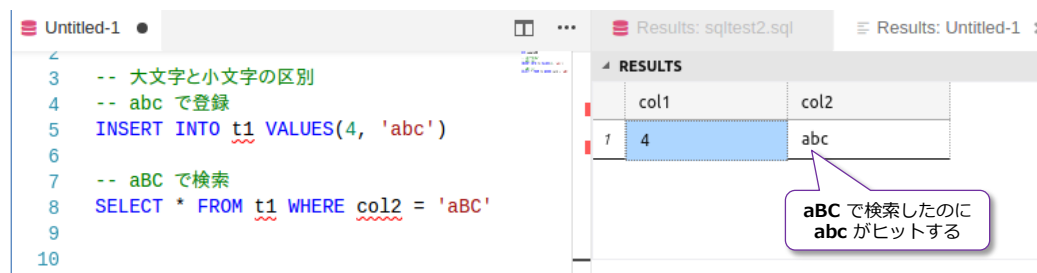 Untitled-1
Results: sqltest2.sql
Results: Untitled-1
2
3 -- 大文字と小文字の区別
4 -- abc で登録
5 INSERT INTO t1 VALUES(4, 'abc')
6
7 -- aBC で検索
8 SELECT * FROM t1 WHERE col2 = 'aBC'
9
10
RESULTS
col1 col2
1 4 abc
aBC で検索したのに
abc がヒットする